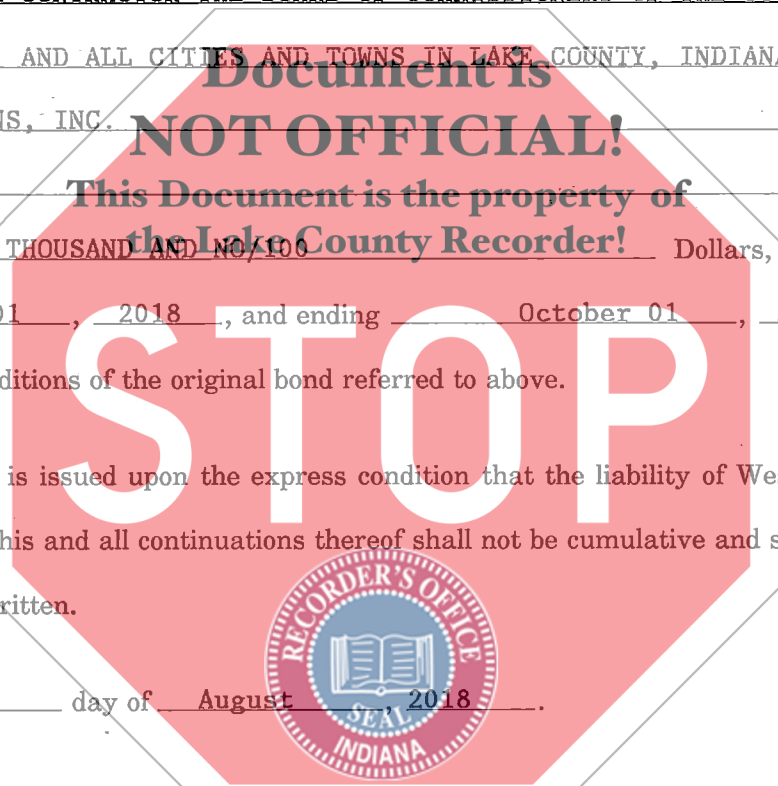 AND ALL CITIES AND TOWNS IN LAKE COUNTY, INDIANA
Document is
NS, INC.
NOT OFFICIAL!
This Document is the property of
the Lake County Recorder!
THOUSAND AND NO/100 Dollars,
01, 2018, and ending October 01,
STOP
ditions of the original bond referred to above.
is issued upon the express condition that the liability of We
his and all continuations thereof shall not be cumulative and s
ritten.
RECORDER'S OFFICE
SEAL
INDIANA
day of August, 2018.